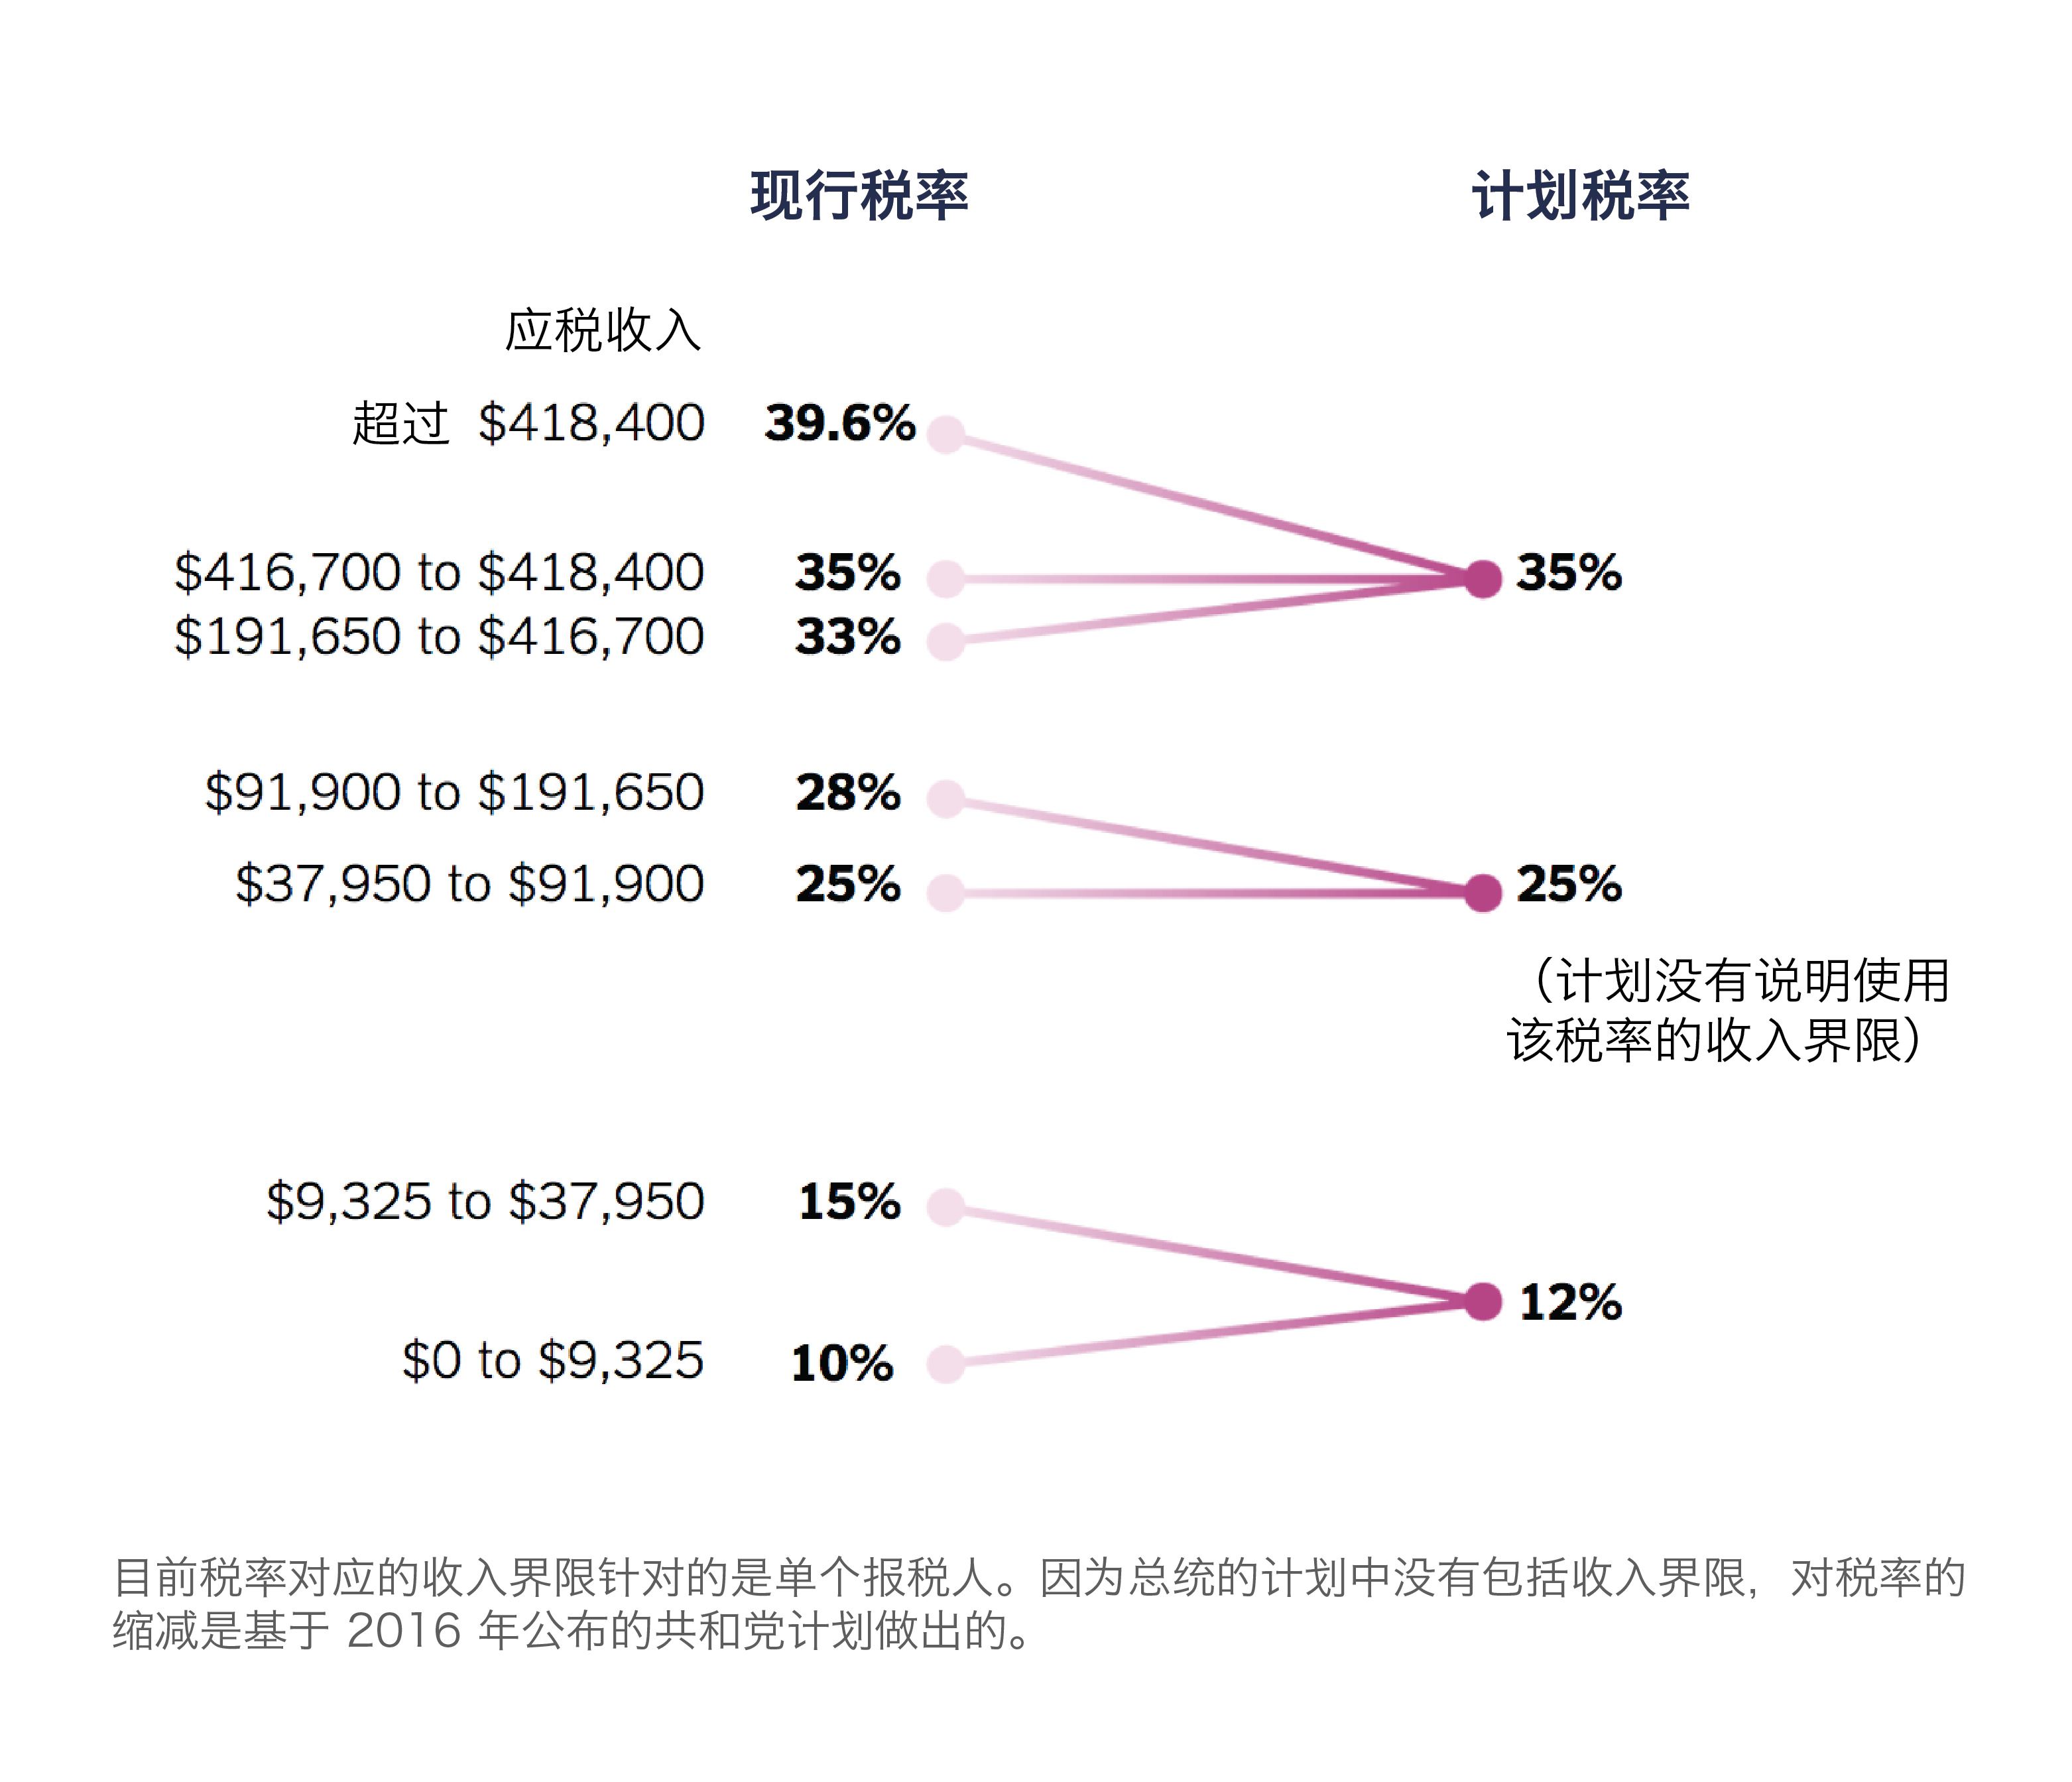 现行税率 计划税率
应税收入
超过 $418,400 39.6%
$416,700 to $418,400 35% 35%
$191,650 to $416,700 33%
$91,900 to $191,650 28%
$37,950 to $91,900 25% 25%
（计划没有说明使用
该税率的收入界限）
$9,325 to $37,950 15%
12%
$0 to $9,325 10%
目前税率对应的收入界限针对的是单个报税人。因为总统的计划中没有包括收入界限，对税率的
缩减是基于 2016 年公布的共和党计划做出的。